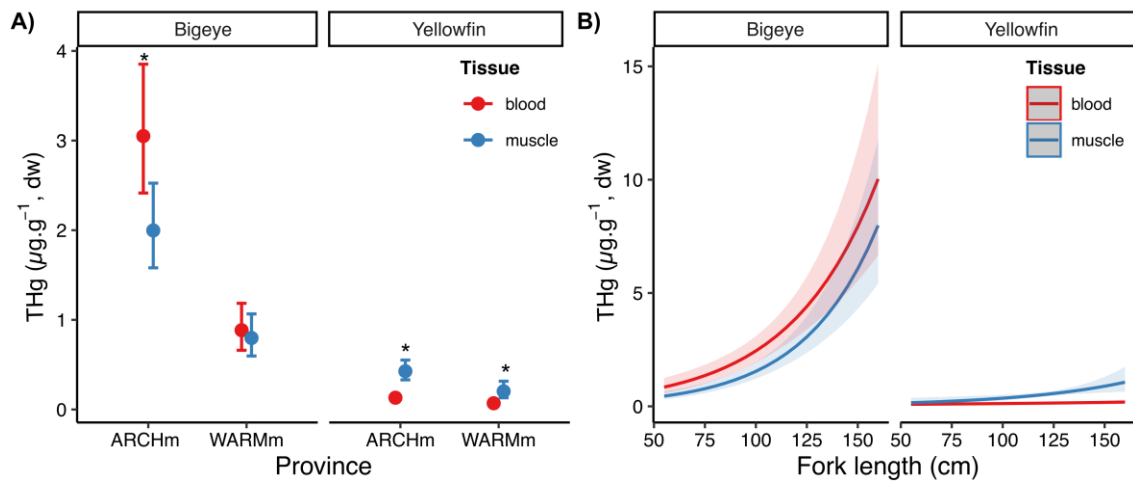 A)
Bigeye
Yellowfin
THg (µg.g⁻¹, dw)
4
3
2
1
0
*
*
*
Tissue
blood
muscle
ARCHm
WARMm
ARCHm
WARMm
Province
B)
Bigeye
Yellowfin
THg (µg.g⁻¹, dw)
15
10
5
0
Tissue
blood
muscle
50
75
100
125
150
50
75
100
125
150
Fork length (cm)